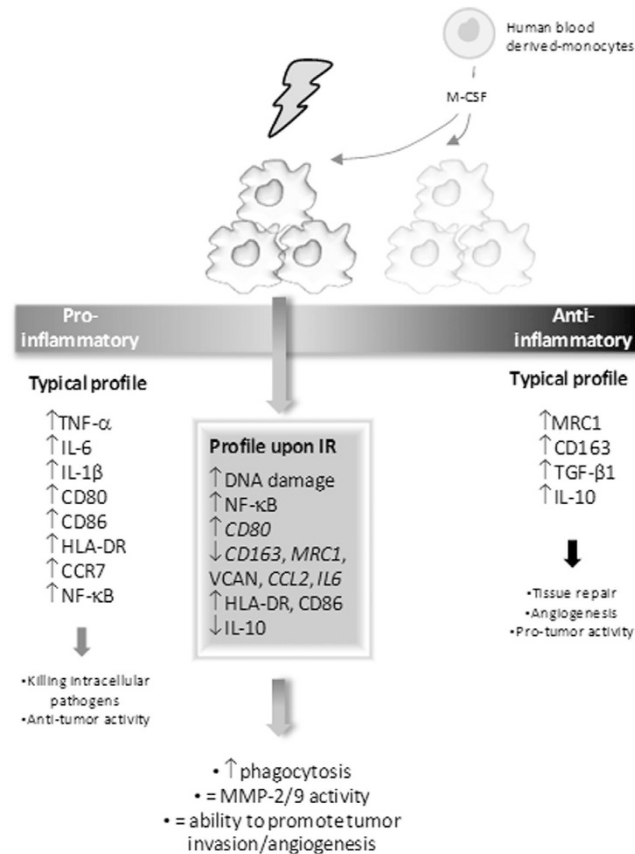 Human blood
derived-monocytes
M-CSF
Pro-
inflammatory
Anti-
inflammatory
Typical profile
↑TNF-α
↑IL-6
↑IL-1β
↑CD80
↑CD86
↑HLA-DR
↑CCR7
↑NF-κB
•Killing intracellular
pathogens
•Anti-tumor activity
Profile upon IR
↑DNA damage
↑NF-κB
↑CD80
↓CD163, MRC1,
VCAN, CCL2, IL6
↑HLA-DR, CD86
↓IL-10
• ↑phagocytosis
• = MMP-2/9 activity
• = ability to promote tumor
invasion/angiogenesis
Typical profile
↑MRC1
↑CD163
↑TGF-β1
↑IL-10
•Tissue repair
•Angiogenesis
•Pro-tumor activity